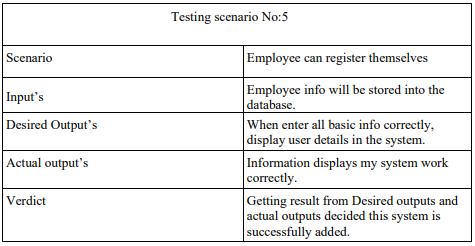 Testing scenario No:5
Scenario
Employee can register themselves
Input's
Employee info will be stored into the
database.
Desired Output's
When enter all basic info correctly,
display user details in the system.
Actual output's
Information displays my system work
correctly.
Verdict
Getting result from Desired outputs and
actual outputs decided this system is
successfully added.